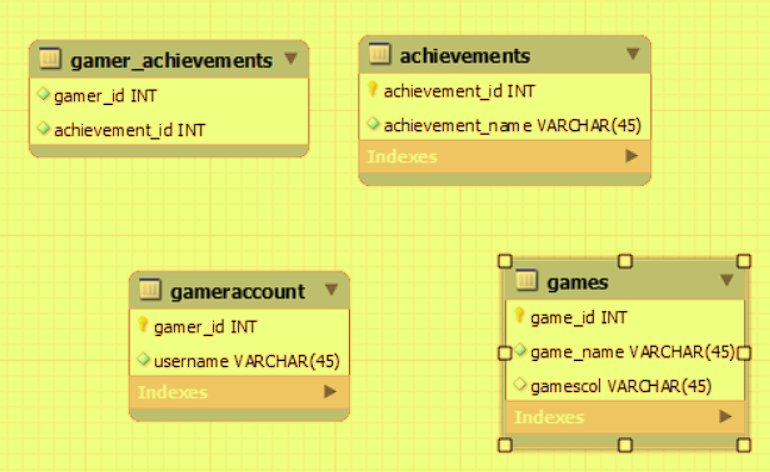 gamer_achievements
gamer_id INT
achievement_id INT
achievements
achievement_id INT
achievement_name VARCHAR(45)
Indexes
gameraccount
gamer_id INT
username VARCHAR(45)
Indexes
games
game_id INT
game_name VARCHAR(45)
gamescol VARCHAR(45)
Indexes